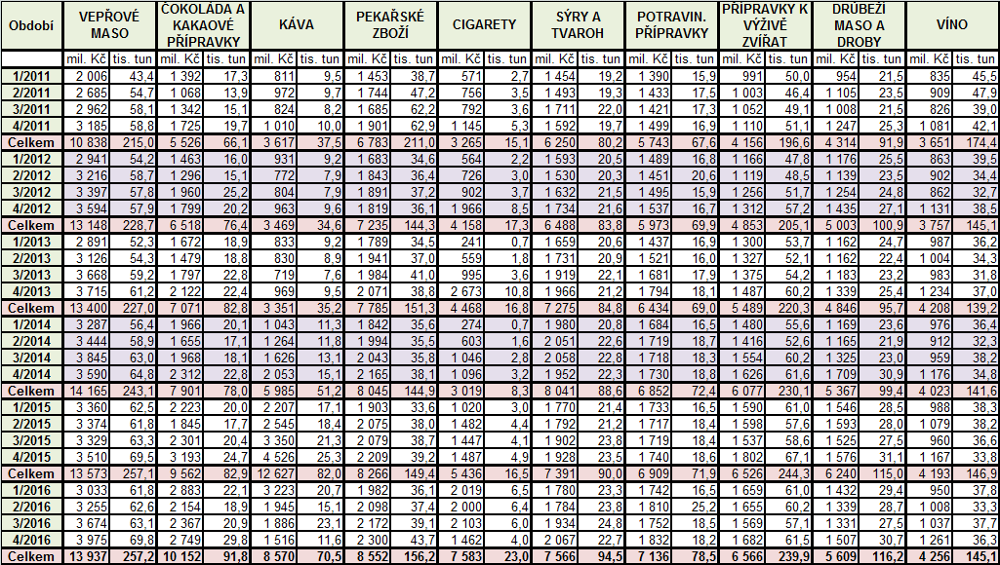 Období VEPŘOVÉ MASO ČOKOLÁDA A KAKAOVÉ PŘÍPRAVKY KÁVA PEKAŘSKÉ ZBOŽÍ CIGARETY SÝRY A TVAROH POTRAVIN. PŘÍPRAVKY PŘÍPRAVKY K VÝŽIVĚ ZVÍŘAT DRŮBEŽÍ MASO A DROBY VÍNO
mil. Kč tis. tun mil. Kč tis. tun mil. Kč tis. tun mil. Kč tis. tun mil. Kč tis. tun mil. Kč tis. tun mil. Kč tis. tun mil. Kč tis. tun mil. Kč tis. tun mil. Kč tis. tun
1/2011 2 006 43,4 1 392 17,3 811 9,5 1 453 38,7 571 2,7 1 454 19,2 1 390 15,9 991 50,0 954 21,5 835 45,5
2/2011 2 685 54,7 1 068 13,9 972 9,7 1 744 47,2 756 3,5 1 493 19,3 1 433 17,5 1 003 46,4 1 105 23,5 909 47,9
3/2011 2 962 58,1 1 342 15,1 824 8,2 1 685 62,2 792 3,6 1 711 22,0 1 421 17,3 1 052 49,1 1 008 21,5 826 39,0
4/2011 3 185 58,8 1 725 19,7 1 010 10,0 1 901 62,9 1 145 5,3 1 592 19,7 1 499 16,9 1 110 51,1 1 247 25,3 1 081 42,1
Celkem 10 838 215,0 5 526 66,1 3 617 37,5 6 783 211,0 3 265 15,1 6 250 80,2 5 743 67,6 4 156 196,6 4 314 91,9 3 651 174,4
1/2012 2 941 54,2 1 463 16,0 931 9,2 1 683 34,6 564 2,2 1 593 20,5 1 489 16,8 1 166 47,8 1 176 25,5 863 39,5
2/2012 3 216 58,7 1 296 15,1 772 7,9 1 843 36,4 726 3,0 1 530 20,3 1 451 20,6 1 119 48,5 1 139 23,5 902 34,4
3/2012 3 397 57,8 1 960 25,2 804 7,9 1 891 37,2 902 3,7 1 632 21,5 1 495 15,9 1 256 51,7 1 254 24,8 862 32,7
4/2012 3 594 57,9 1 799 20,2 963 9,6 1 819 36,1 1 966 8,5 1 734 21,6 1 537 16,7 1 312 57,2 1 435 27,1 1 131 38,5
Celkem 13 148 228,7 6 518 76,4 3 469 34,6 7 235 144,3 4 158 17,3 6 488 83,8 5 973 69,9 4 853 205,1 5 003 100,9 3 757 145,1
1/2013 2 891 52,3 1 672 18,9 833 9,2 1 789 34,5 241 0,7 1 659 20,6 1 437 16,9 1 300 53,7 1 162 24,7 987 36,2
2/2013 3 126 54,3 1 479 18,8 830 8,9 1 941 37,0 559 1,8 1 731 20,9 1 521 16,0 1 327 52,1 1 162 22,4 1 004 34,3
3/2013 3 668 59,2 1 797 22,8 719 7,6 1 984 41,0 995 3,6 1 919 22,1 1 681 17,9 1 375 54,2 1 183 23,2 983 31,8
4/2013 3 715 61,2 2 122 22,4 969 9,5 2 071 38,8 2 673 10,8 1 966 21,2 1 794 18,1 1 487 60,2 1 339 25,4 1 234 37,0
Celkem 13 400 227,0 7 071 82,8 3 351 35,2 7 785 151,3 4 468 16,8 7 275 84,8 6 434 69,0 5 489 220,3 4 846 95,7 4 208 139,2
1/2014 3 287 56,4 1 966 20,1 1 043 11,3 1 842 35,6 274 0,7 1 980 20,8 1 684 16,5 1 480 55,6 1 169 23,6 976 36,4
2/2014 3 444 58,9 1 655 17,1 1 264 11,8 1 994 35,5 603 1,6 2 051 22,6 1 719 18,7 1 416 52,6 1 165 21,9 912 32,3
3/2014 3 845 63,0 1 968 18,1 1 626 13,1 2 043 35,8 1 046 2,8 2 058 22,8 1 718 18,3 1 554 60,2 1 325 23,0 959 38,2
4/2014 3 590 64,8 2 312 22,8 2 053 15,1 2 165 38,1 1 096 3,2 1 952 22,3 1 730 18,8 1 626 61,6 1 709 30,9 1 176 34,8
Celkem 14 165 243,1 7 901 78,0 5 985 51,2 8 045 144,9 3 019 8,3 8 041 88,6 6 852 72,4 6 077 230,1 5 367 99,4 4 023 141,6
1/2015 3 360 62,5 2 223 20,0 2 207 17,1 1 903 33,6 1 020 3,0 1 770 21,4 1 733 16,5 1 590 61,0 1 546 28,5 988 38,3
2/2015 3 374 61,8 1 845 17,7 2 545 18,4 2 075 38,0 1 482 4,4 1 792 21,2 1 717 18,4 1 598 57,6 1 593 28,0 1 079 38,2
3/2015 3 329 63,3 2 301 20,4 3 350 21,3 2 079 38,7 1 447 4,1 1 902 23,8 1 719 18,4 1 537 58,6 1 525 27,5 960 36,6
4/2015 3 510 69,5 3 193 24,7 4 526 25,3 2 209 39,2 1 487 4,9 1 928 23,5 1 740 18,6 1 802 67,1 1 576 31,1 1 167 33,8
Celkem 13 573 257,1 9 562 82,9 12 627 82,0 8 266 149,4 5 436 16,5 7 391 90,0 6 909 71,9 6 526 244,3 6 240 115,0 4 193 146,9
1/2016 3 033 61,8 2 883 22,1 3 223 20,7 1 982 36,1 2 019 6,5 1 780 23,3 1 742 16,5 1 659 61,0 1 432 29,4 950 37,8
2/2016 3 255 62,6 2 154 18,9 1 945 15,1 2 098 37,4 2 000 6,4 1 784 23,8 1 810 25,2 1 655 60,2 1 339 28,7 1 008 33,3
3/2016 3 674 63,1 2 367 20,9 1 886 23,1 2 172 39,1 2 103 6,0 1 934 24,8 1 752 18,5 1 569 57,1 1 331 27,5 1 037 37,7
4/2016 3 975 69,8 2 749 29,8 1 516 11,6 2 300 43,7 1 462 4,0 2 067 22,7 1 832 18,2 1 682 61,5 1 507 30,7 1 261 36,3
Celkem 13 937 257,2 10 152 91,8 8 570 70,5 8 552 156,2 7 583 23,0 7 566 94,5 7 136 78,5 6 566 239,9 5 609 116,2 4 256 145,1